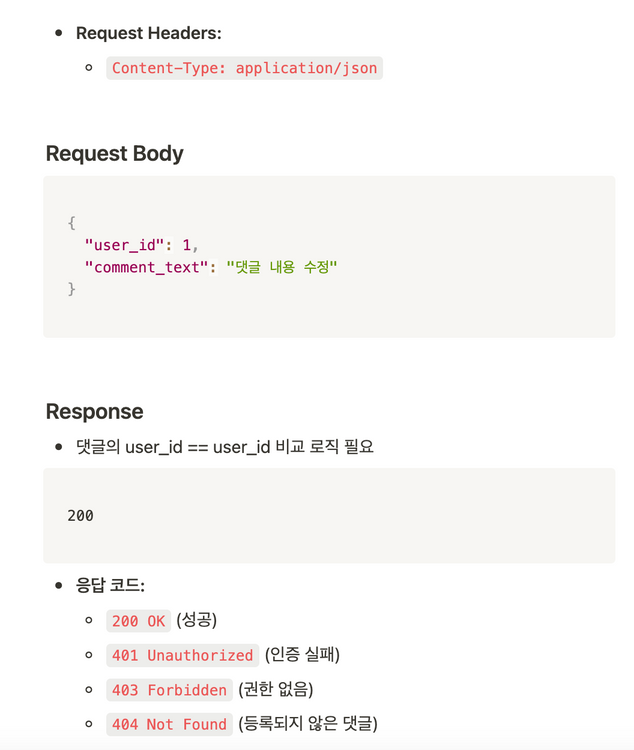 Request Headers:
Content-Type: application/json
Request Body
{
"user_id": 1,
"comment_text": "댓글 내용 수정"
}
Response
댓글의 user_id == user_id 비교 로직 필요
200
응답 코드:
200 OK (성공)
401 Unauthorized (인증 실패)
403 Forbidden (권한 없음)
404 Not Found (등록되지 않은 댓글)